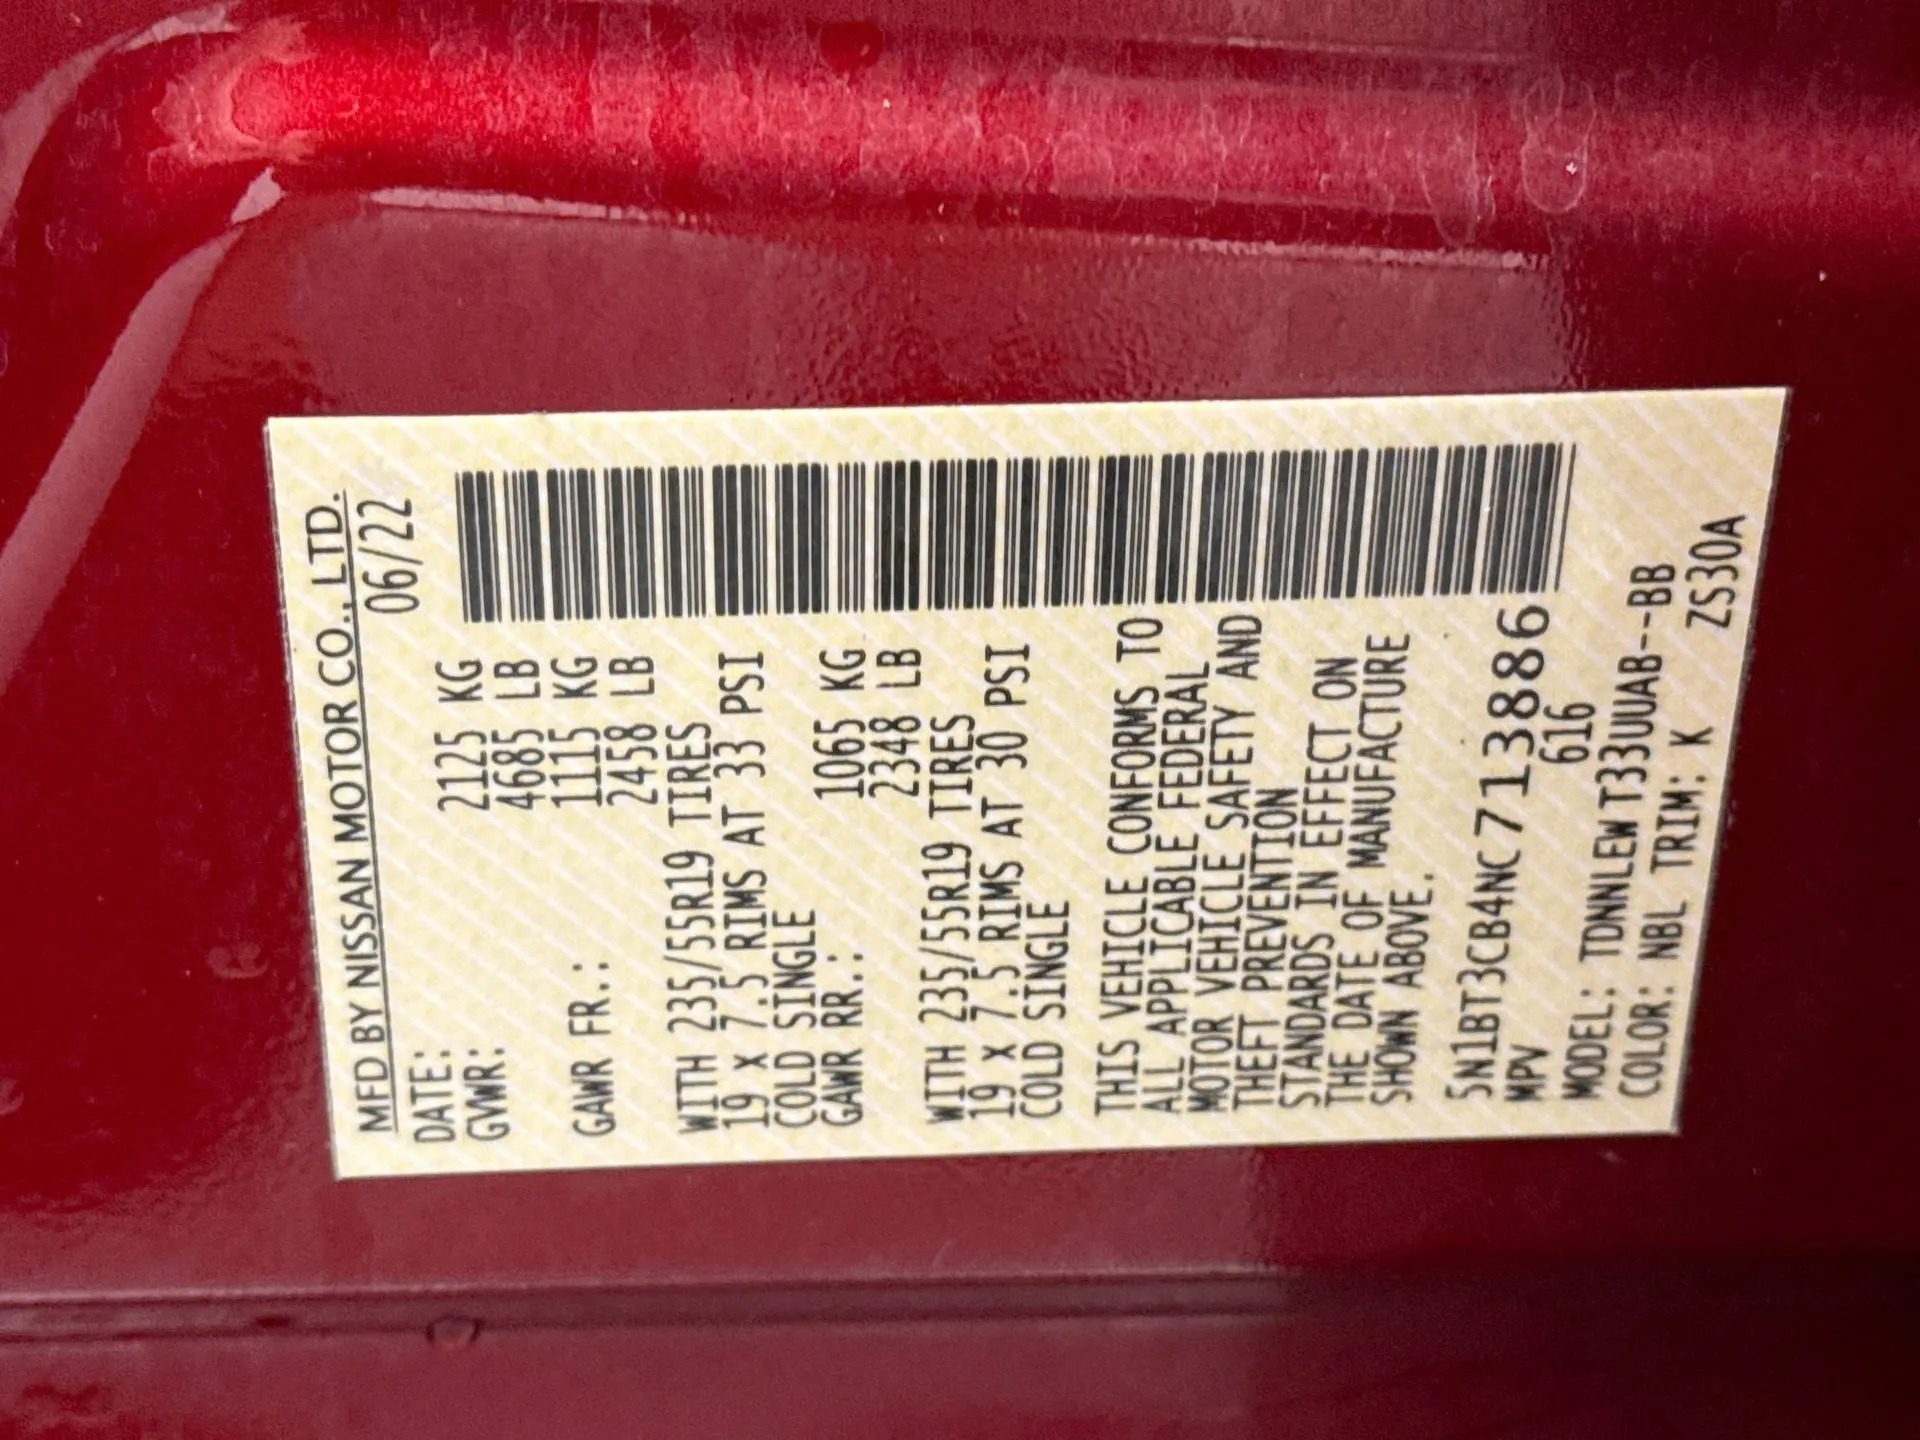 MFD BY NISSAN MOTOR CO., LTD.
DATE: 06/22
GVWR: 2125 KG
4685 LB
GAWR FR.: 1115 KG
2458 LB
WITH 235/55R19 TIRES
19 X 7.5 RIMS AT 33 PSI
COLD SINGLE
GAWR RR.: 1065 KG
2348 LB
WITH 235/55R19 TIRES
19 X 7.5 RIMS AT 30 PSI
COLD SINGLE
THIS VEHICLE CONFORMS TO
ALL APPLICABLE FEDERAL
MOTOR VEHICLE SAFETY AND
THEFT PREVENTION
STANDARDS IN EFFECT ON
THE DATE OF MANUFACTURE
SHOWN ABOVE.
5N1BT3CB4NC713886
MPV 616
MODEL: TDNNLEWT33UUAB--BB
COLOR: NBL TRIM: K ZS30A